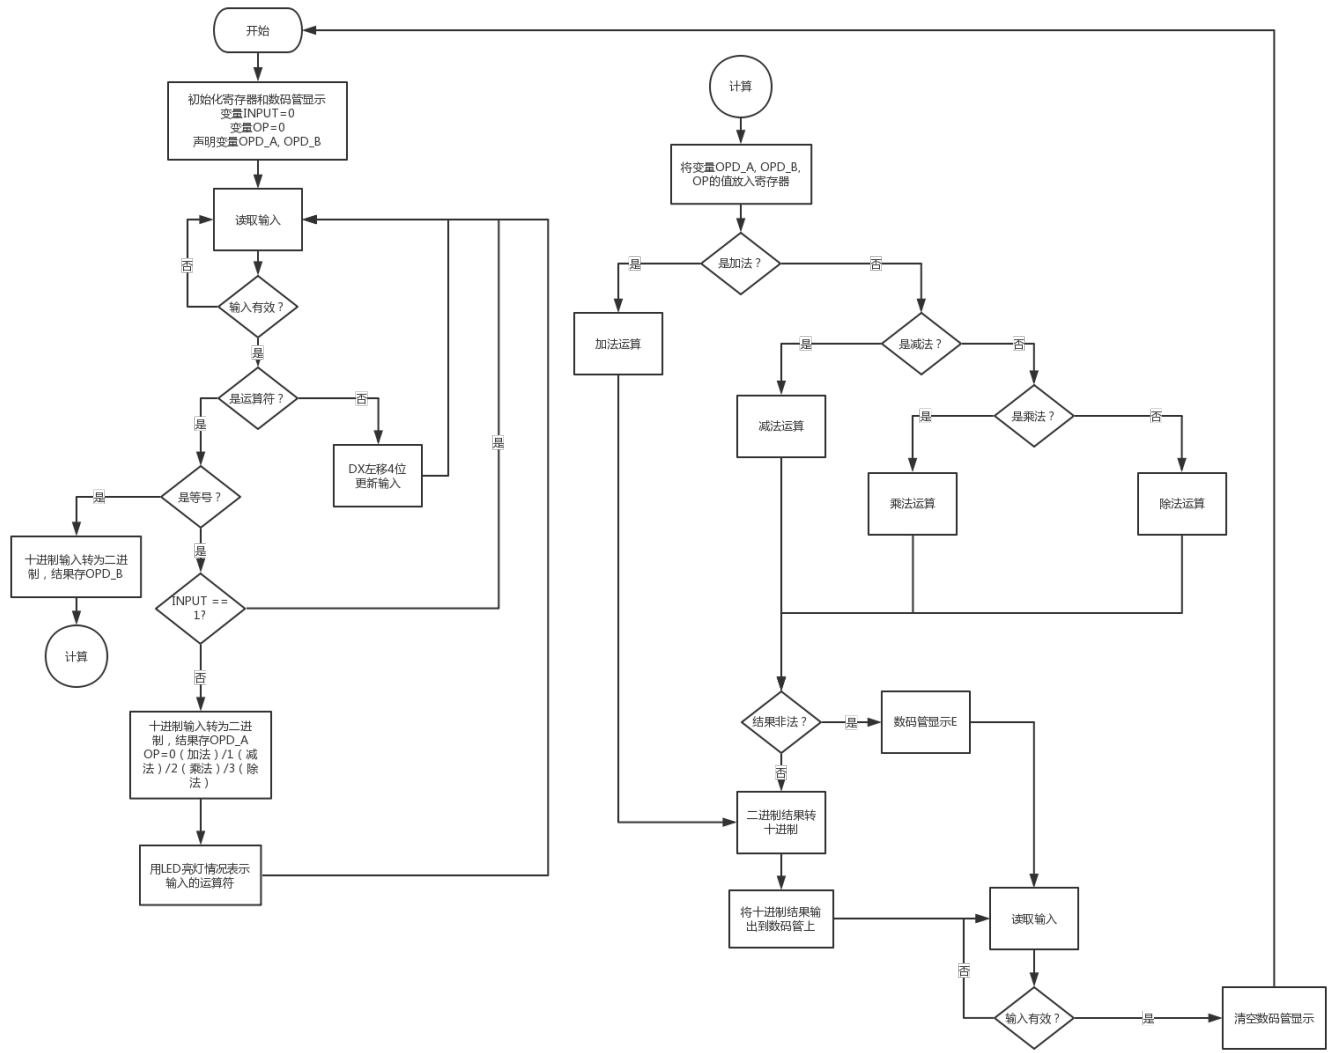 开始
初始化寄存器和数码管显示
变量INPUT=0
变量OP=0
声明变量OPD_A, OPD_B
读取输入
否
输入有效？
是
是运算符？
否
是
DX左移4位
更新输入
是
是等号？
是
十进制输入转为二进
制，结果存OPD_B
是
INPUT ==
1?
计算
否
十进制输入转为二进
制，结果存OPD_A
OP=0（加法）/1（减
法）/2（乘法）/3（除
法）
用LED亮灯情况表示
输入的运算符
计算
将变量OPD_A, OPD_B,
OP的值放入寄存器
是加法？
是
否
加法运算
是减法？
是
否
减法运算
是乘法？
是
否
乘法运算
除法运算
结果非法？
是
数码管显示E
否
二进制结果转
十进制
将十进制结果输
出到数码管上
读取输入
否
输入有效？
是
清空数码管显示